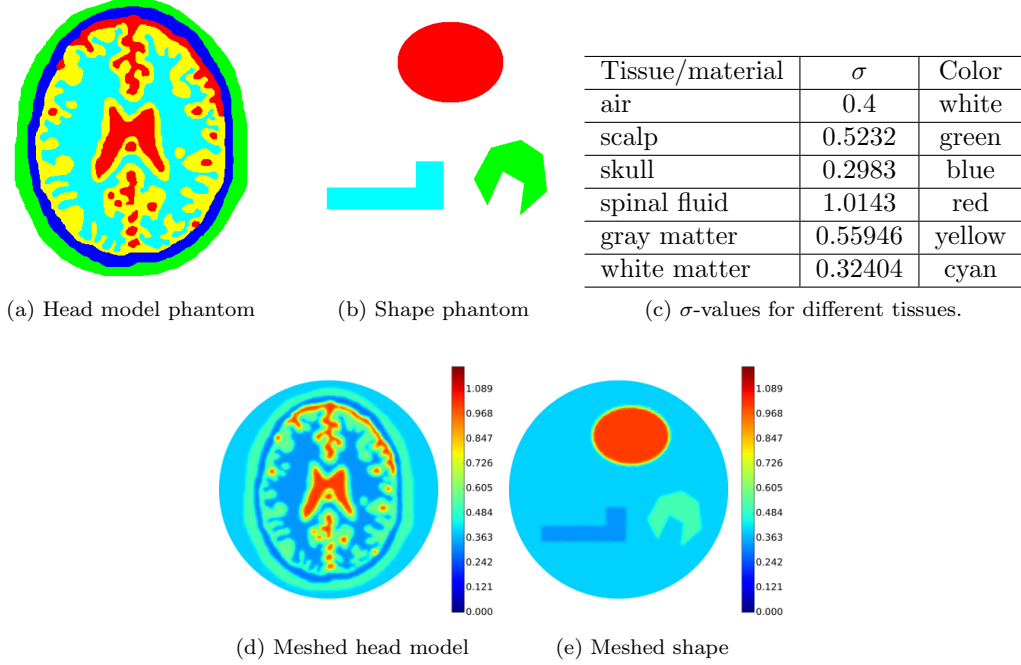 Tissue/material σ Color
air 0.4 white
scalp 0.5232 green
skull 0.2983 blue
spinal fluid 1.0143 red
gray matter 0.55946 yellow
white matter 0.32404 cyan
(a) Head model phantom
(b) Shape phantom
(c) σ-values for different tissues.
1.089
0.968
0.847
0.726
0.605
0.484
0.363
0.242
0.121
0.000
1.089
0.968
0.847
0.726
0.605
0.484
0.363
0.242
0.121
0.000
(d) Meshed head model
(e) Meshed shape